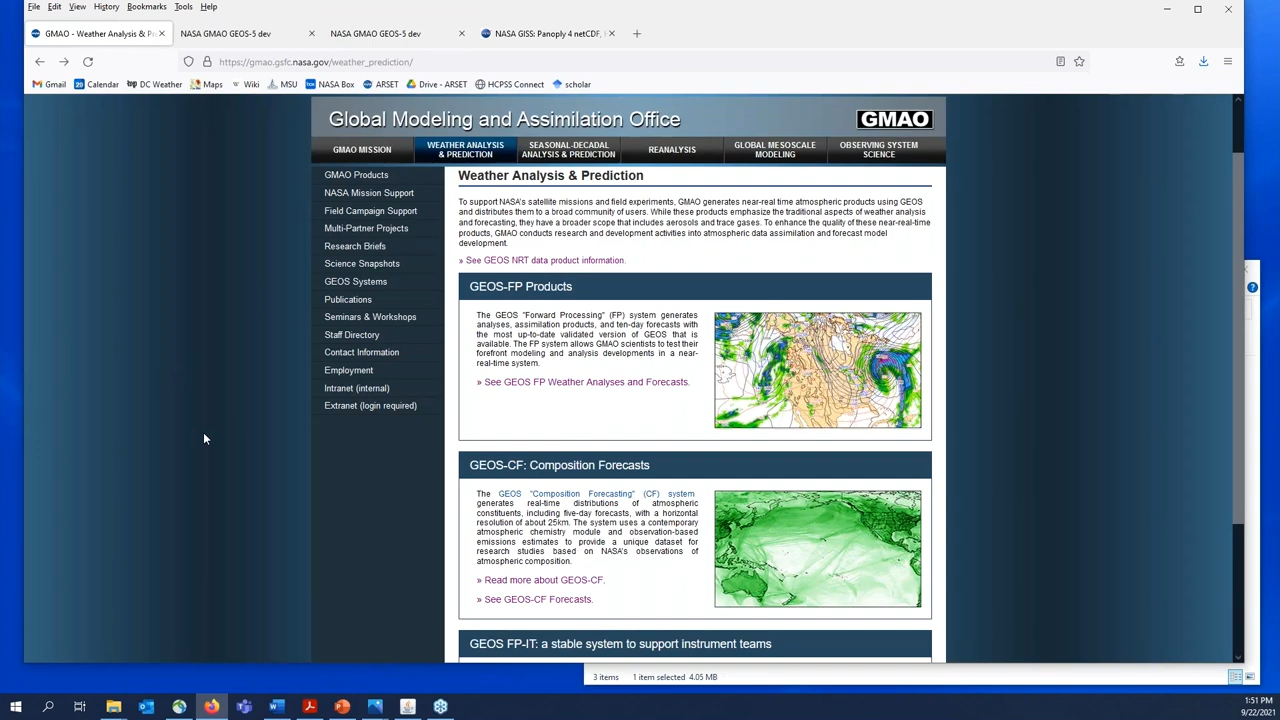 File Edit View History Bookmarks Tools Help
GMAO - Weather Analysis & Pr
NASA GMAO GEOS-5 dev
NASA GMAO GEOS-5 dev
NASA GISS: Panoply 4 netCDF,
https://gmao.gsfc.nasa.gov/weather_prediction/
Gmail Calendar DC Weather Maps Wiki MSU NASA Box ARSET Drive - ARSET HCPSS Connect scholar
Global Modeling and Assimilation Office
GMAO
GMAO MISSION
WEATHER ANALYSIS
& PREDICTION
SEASONAL-DECADAL
ANALYSIS & PREDICTION
REANALYSIS
GLOBAL MESOSCALE
MODELING
OBSERVING SYSTEM
SCIENCE
GMAO Products
NASA Mission Support
Field Campaign Support
Multi-Partner Projects
Research Briefs
Science Snapshots
GEOS Systems
Publications
Seminars & Workshops
Staff Directory
Contact Information
Employment
Intranet (internal)
Extranet (login required)
Weather Analysis & Prediction
To support NASA's satellite missions and field experiments, GMAO generates near-real time atmospheric products using GEOS
and distributes them to a broad community of users. While these products emphasize the traditional aspects of weather analysis
and forecasting, they have a broader scope that includes aerosols and trace gases. To enhance the quality of these near-real-time
products, GMAO conducts research and development activities into atmospheric data assimilation and forecast model
development.
» See GEOS NRT data product information.
GEOS-FP Products
The GEOS "Forward Processing" (FP) system generates
analyses, assimilation products, and ten-day forecasts with
the most up-to-date validated version of GEOS that is
available. The FP system allows GMAO scientists to test their
forefront modeling and analysis developments in a near-
real-time system.
» See GEOS FP Weather Analyses and Forecasts.
GEOS-CF: Composition Forecasts
The GEOS "Composition Forecasting" (CF) system
generates real-time distributions of atmospheric
constituents, including five-day forecasts, with a horizontal
resolution of about 25km. The system uses a contemporary
atmospheric chemistry module and observation-based
emissions estimates to provide a unique dataset for
research studies based on NASA's observations of
atmospheric composition.
» Read more about GEOS-CF.
» See GEOS-CF Forecasts.
GEOS FP-IT: a stable system to support instrument teams
3 items 1 item selected 4.05 MB
1:51 PM
9/22/2021